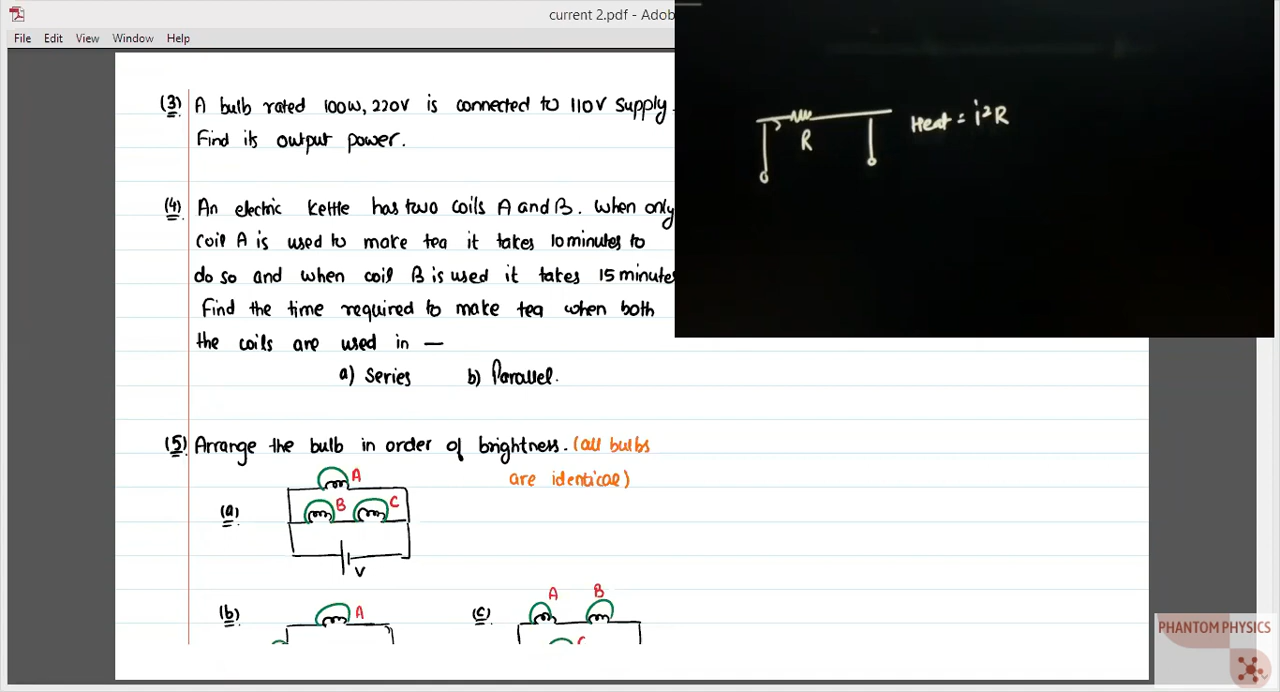 current 2.pdf - Adob
File Edit View Window Help
(3) A bulb rated 100W, 220V is connected to 110V supply.
Find its output power.
(4) An electric kettle has two coils A and B. When only
coil A is used to make tea it takes 10 minutes to
do so and when coil B is used it takes 15 minutes
Find the time required to make tea when both
the coils are used in —
a) Series b) Parallel.
(5) Arrange the bulb in order of brightness. (all bulbs
are identical)
(a)
A
B C
V
(b) A
(c) A B
C
R Heat = i²R
PHANTOM PHYSICS